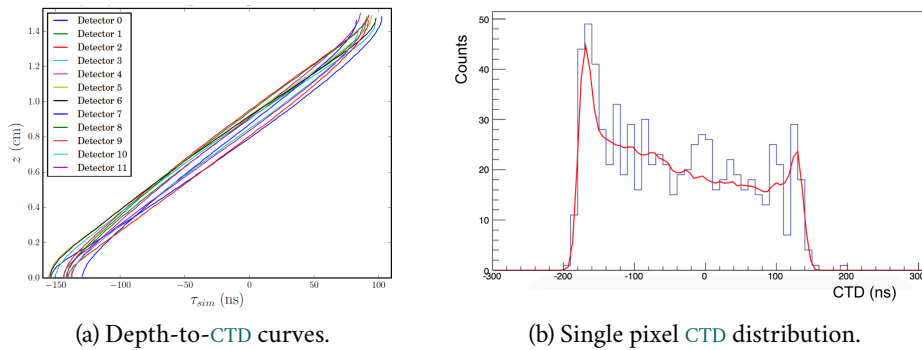 1.4
1.2
1.0
0.8
0.6
0.4
0.2
0.0
z (cm)
Detector 0
Detector 1
Detector 2
Detector 3
Detector 4
Detector 5
Detector 6
Detector 7
Detector 8
Detector 9
Detector 10
Detector 11
−150 −100 −50 0 50 100
τsim (ns)
(a) Depth-to-CTD curves.
Counts
50
40
30
20
10
0
-300 -200 -100 0 100 200 300
CTD (ns)
(b) Single pixel CTD distribution.